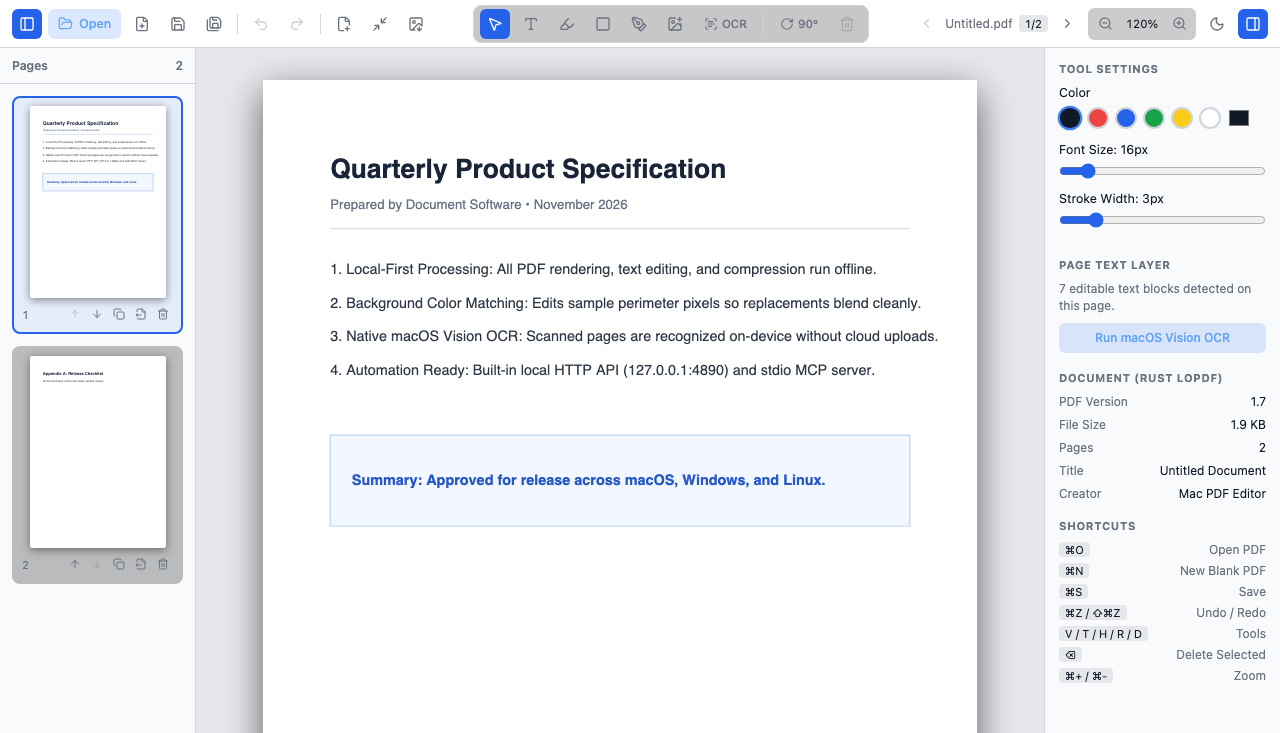 Open
OCR
90°
Untitled.pdf 1/2
120%
Pages 2
Quarterly Product Specification
1
Appendix A: Release Checklist
2
Quarterly Product Specification
Prepared by Document Software • November 2026
1. Local-First Processing: All PDF rendering, text editing, and compression run offline.
2. Background Color Matching: Edits sample perimeter pixels so replacements blend cleanly.
3. Native macOS Vision OCR: Scanned pages are recognized on-device without cloud uploads.
4. Automation Ready: Built-in local HTTP API (127.0.0.1:4890) and stdio MCP server.
Summary: Approved for release across macOS, Windows, and Linux.
TOOL SETTINGS
Color
Font Size: 16px
Stroke Width: 3px
PAGE TEXT LAYER
7 editable text blocks detected on
this page.
Run macOS Vision OCR
DOCUMENT (RUST LOPDF)
PDF Version 1.7
File Size 1.9 KB
Pages 2
Title Untitled Document
Creator Mac PDF Editor
SHORTCUTS
⌘O Open PDF
⌘N New Blank PDF
⌘S Save
⌘Z / ⇧⌘Z Undo / Redo
V / T / H / R / D Tools
⌫ Delete Selected
⌘+ / ⌘- Zoom